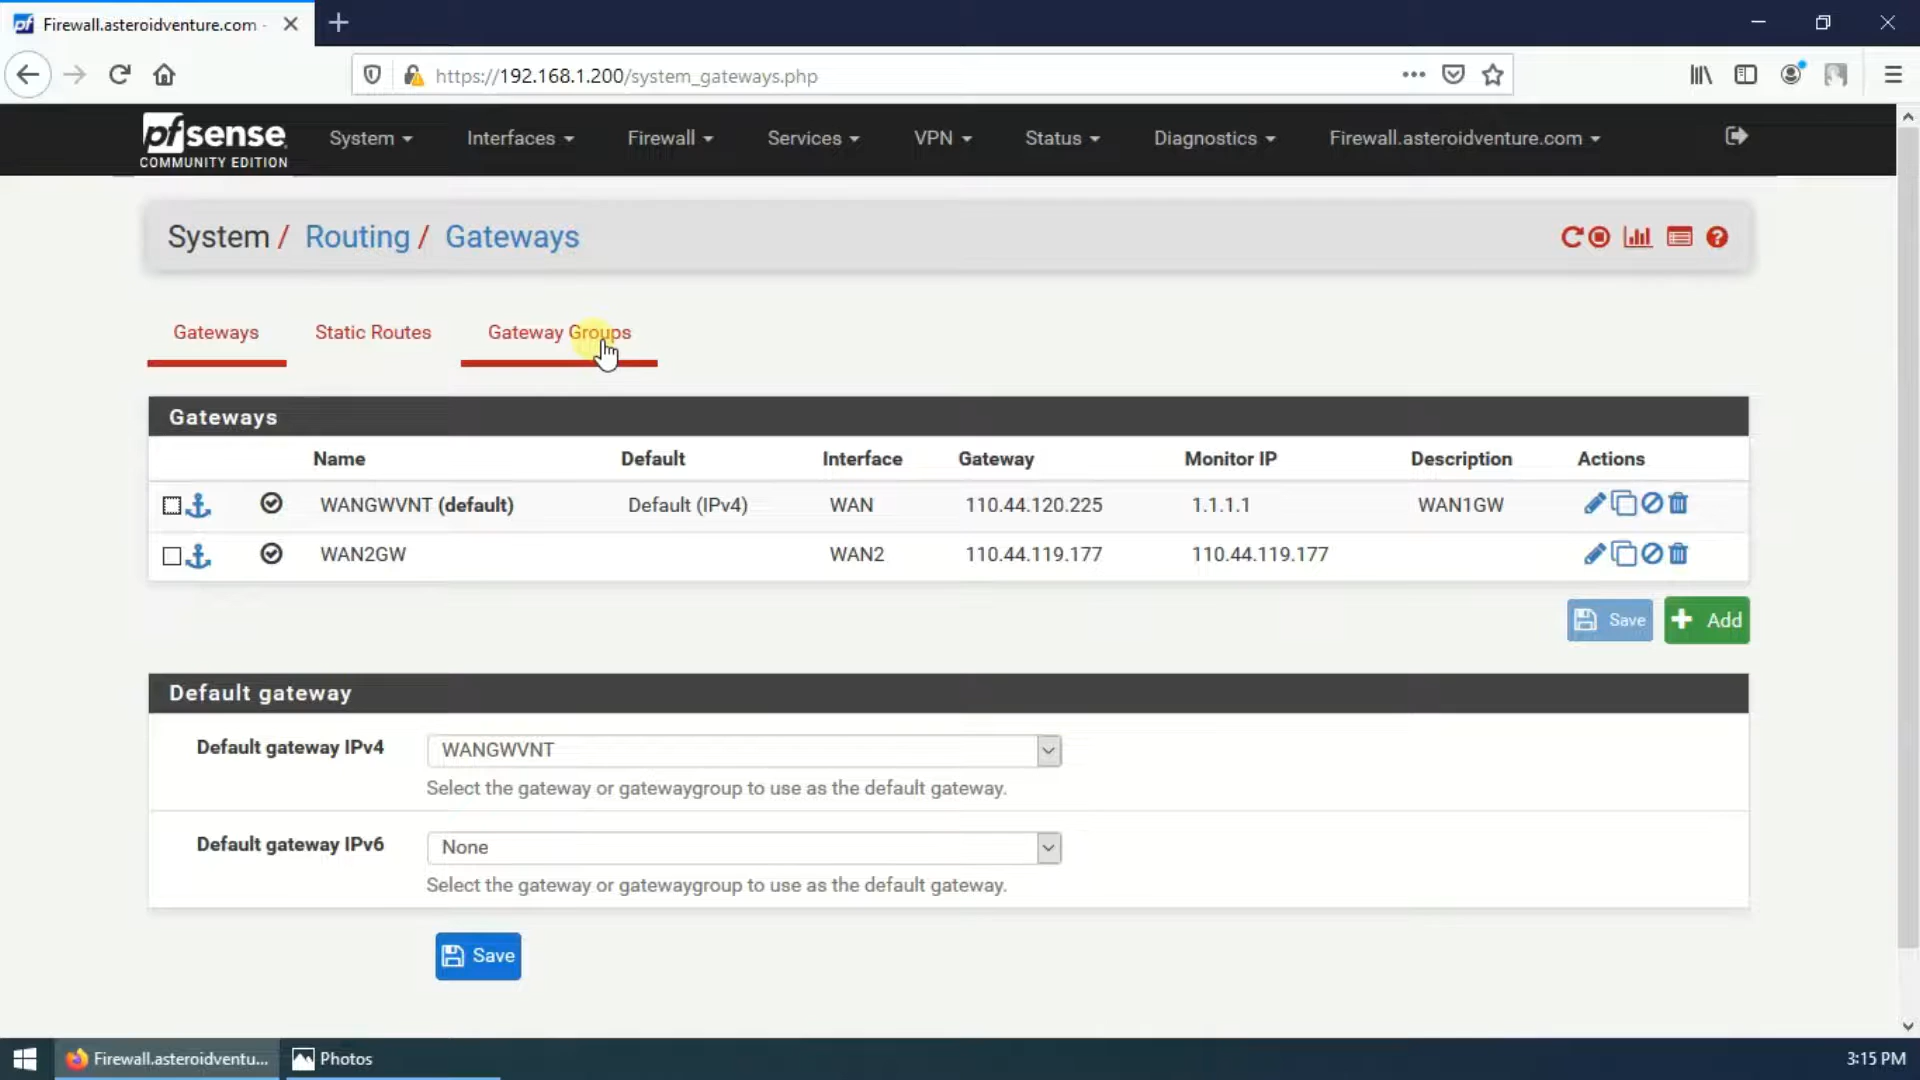 Firewall.asteroidventure.com -
https://192.168.1.200/system_gateways.php
pfsense
COMMUNITY EDITION
System
Interfaces
Firewall
Services
VPN
Status
Diagnostics
Firewall.asteroidventure.com
System / Routing / Gateways
Gateways
Static Routes
Gateway Groups
Gateways
Name Default Interface Gateway Monitor IP Description Actions
WANGWVNT (default) Default (IPv4) WAN 110.44.120.225 1.1.1.1 WAN1GW
WAN2GW WAN2 110.44.119.177 110.44.119.177
Save
Add
Default gateway
Default gateway IPv4 WANGWVNT
Select the gateway or gatewaygroup to use as the default gateway.
Default gateway IPv6 None
Select the gateway or gatewaygroup to use as the default gateway.
Save
Firewall.asteroidventu...
Photos
3:15 PM